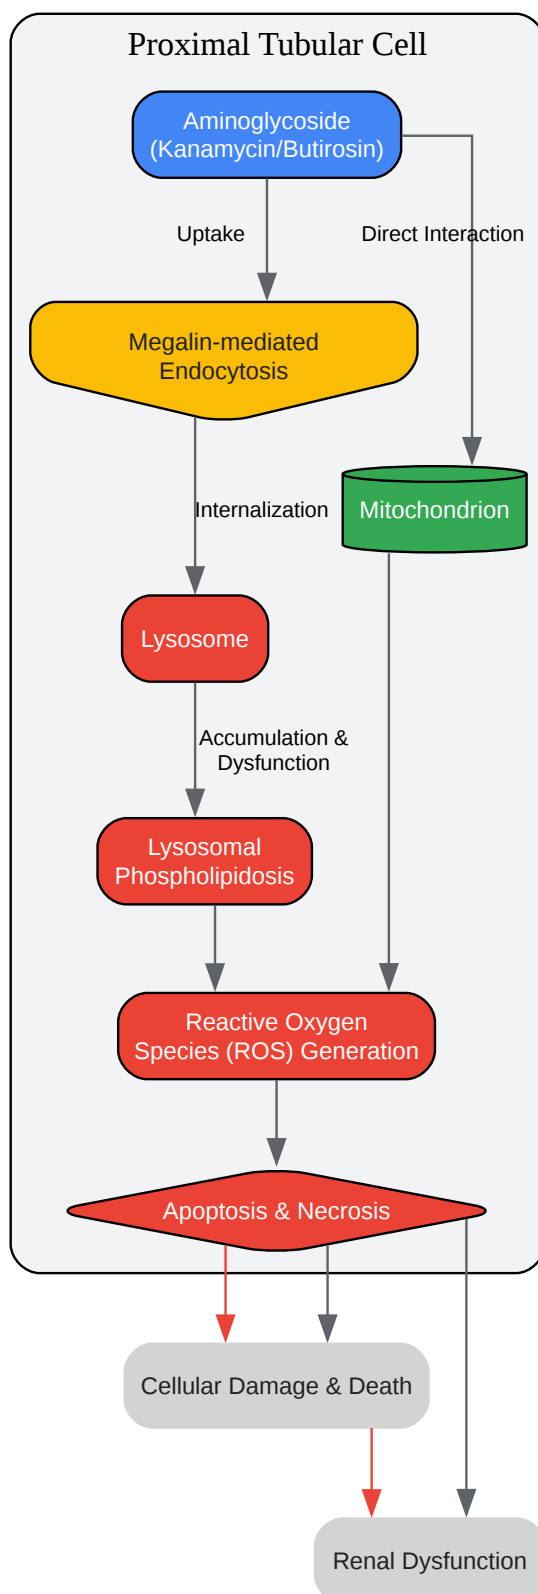 Proximal Tubular Cell
Aminoglycoside
(Kanamycin/Butirosin)
Uptake
Direct Interaction
Megalin-mediated
Endocytosis
Internalization
Mitochondrion
Lysosome
Accumulation &
Dysfunction
Lysosomal
Phospholipidosis
Reactive Oxygen
Species (ROS) Generation
Apoptosis & Necrosis
Cellular Damage & Death
Renal Dysfunction